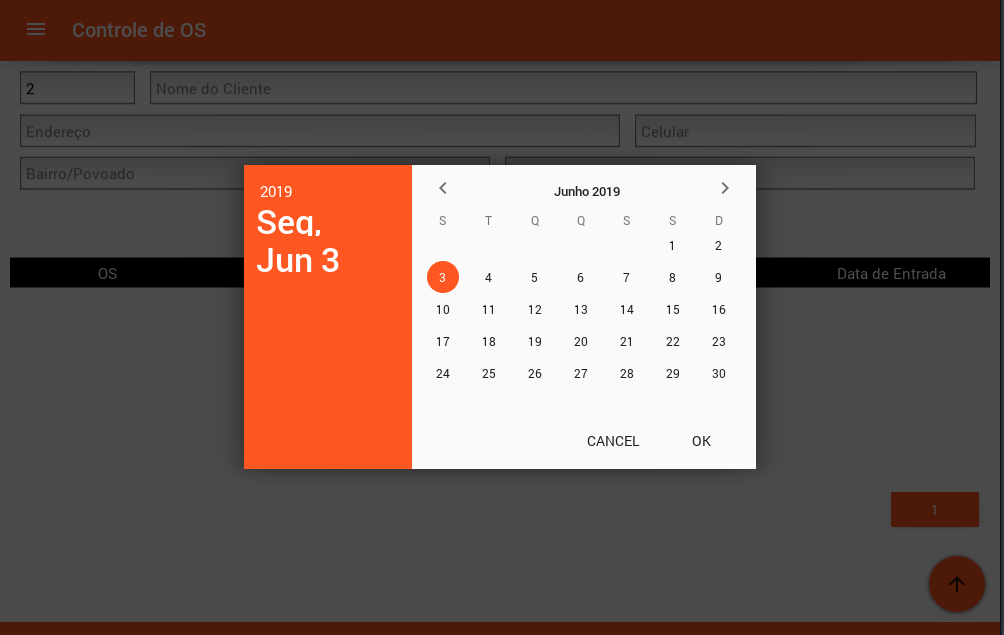 Controle de OS
2 Nome do Cliente
Endereço Celular
Bairro/Povoado
2019
Seg,
Jun 3
Junho 2019
S T Q Q S S D
1 2
3 4 5 6 7 8 9
10 11 12 13 14 15 16
17 18 19 20 21 22 23
24 25 26 27 28 29 30
CANCEL OK
OS Data de Entrada
1